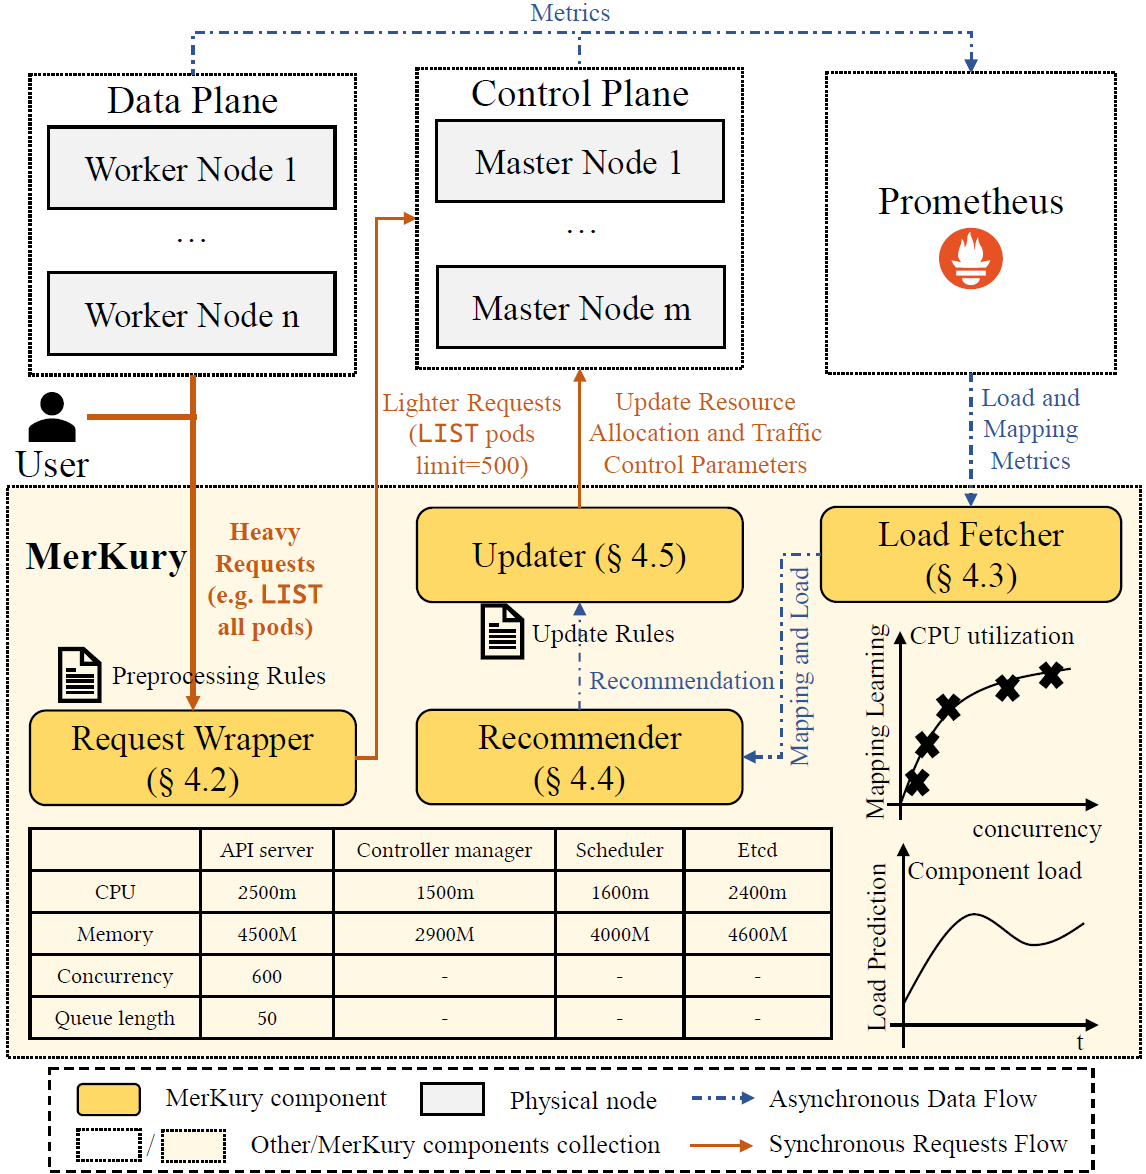 Metrics
Data Plane
Worker Node 1
...
Worker Node n
Control Plane
Master Node 1
...
Master Node m
Prometheus
User
Lighter Requests
(LIST pods
limit=500)
Update Resource
Allocation and Traffic
Control Parameters
Load and
Mapping
Metrics
MerKury
Heavy
Requests
(e.g. LIST
all pods)
Updater (§ 4.5)
Load Fetcher
(§ 4.3)
Preprocessing Rules
Update Rules
Recommendation
Mapping and Load
Request Wrapper
(§ 4.2)
Recommender
(§ 4.4)
Mapping Learning
CPU utilization
concurrency
Load Prediction
Component load
t
API server Controller manager Scheduler Etcd
CPU 2500m 1500m 1600m 2400m
Memory 4500M 2900M 4000M 4600M
Concurrency 600 - - -
Queue length 50 - - -
MerKury component
Physical node
Asynchronous Data Flow
/ Other/MerKury components collection
Synchronous Requests Flow